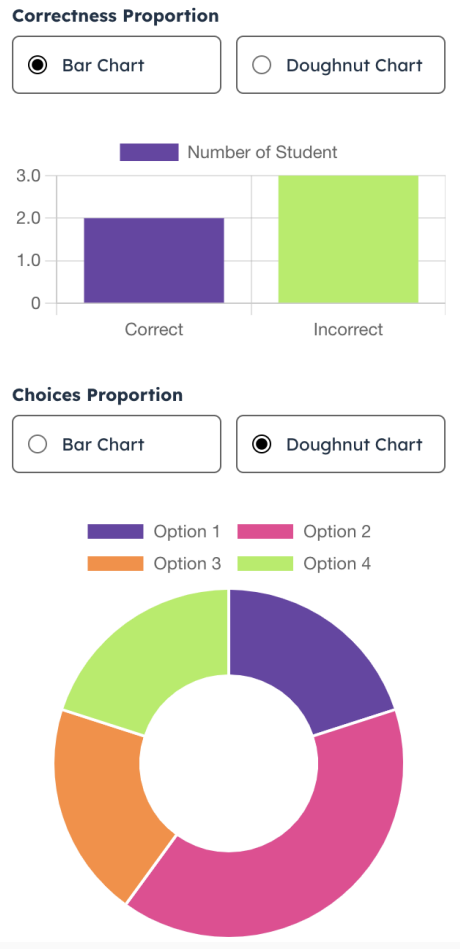 Correctness Proportion
Bar Chart Doughnut Chart
Number of Student
3.0
2.0
1.0
0
Correct Incorrect
Choices Proportion
Bar Chart Doughnut Chart
Option 1 Option 2
Option 3 Option 4